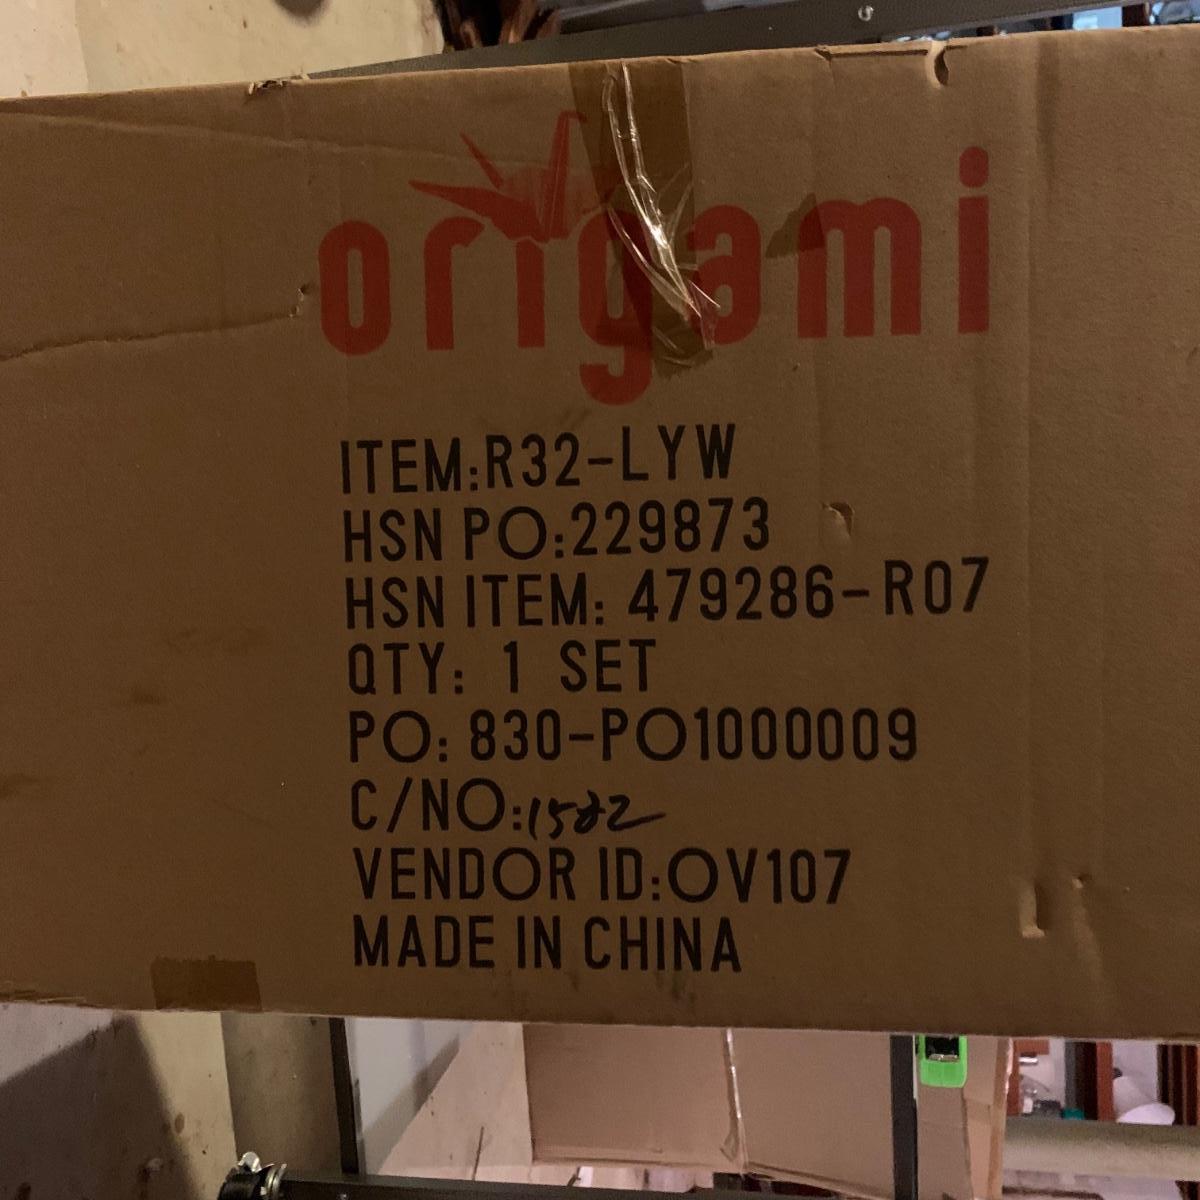 origami
ITEM:R32-LYW
HSN PO:229873
HSN ITEM: 479286-R07
QTY: 1 SET
PO: 830-PO1000009
C/NO:1582
VENDOR ID:OV107
MADE IN CHINA